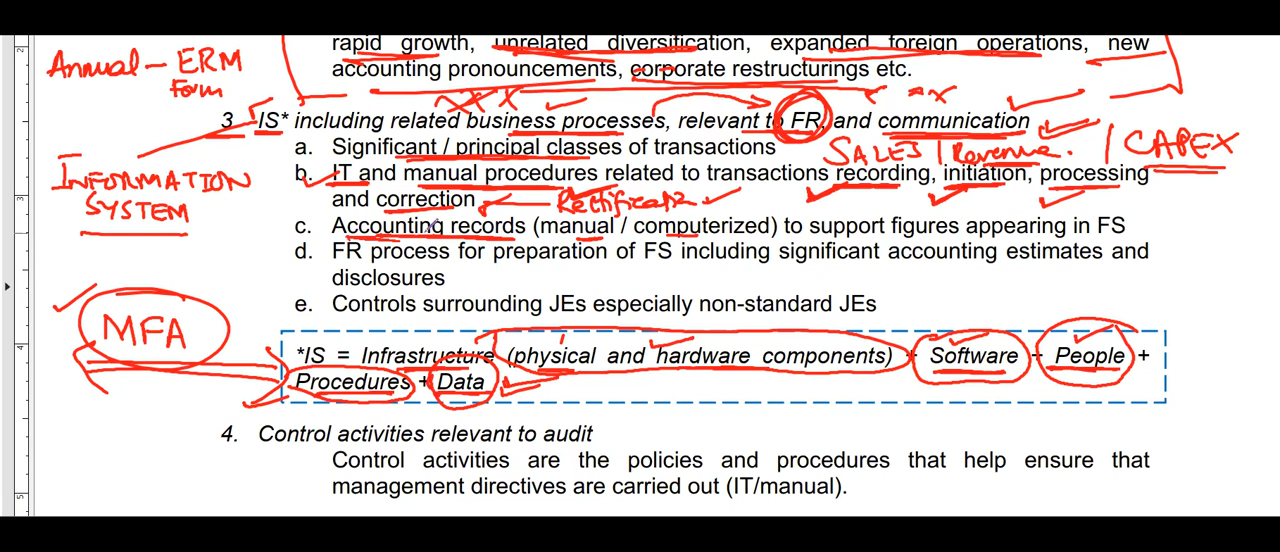 rapid growth, unrelated diversification, expanded foreign operations, new
accounting pronouncements, corporate restructurings etc.
Annual - ERM
Form
3 IS* including related business processes, relevant to FR, and communication
a. Significant / principal classes of transactions
SALES / Revenue. / CAPEX
b. IT and manual procedures related to transactions recording, initiation, processing
and correction
INFORMATION
SYSTEM
c. Accounting records (manual / computerized) to support figures appearing in FS
d. FR process for preparation of FS including significant accounting estimates and
disclosures
e. Controls surrounding JEs especially non-standard JEs
MFA
*IS = Infrastructure (physical and hardware components) + Software + People +
Procedures + Data
4. Control activities relevant to audit
Control activities are the policies and procedures that help ensure that
management directives are carried out (IT/manual).
2
3
4
5